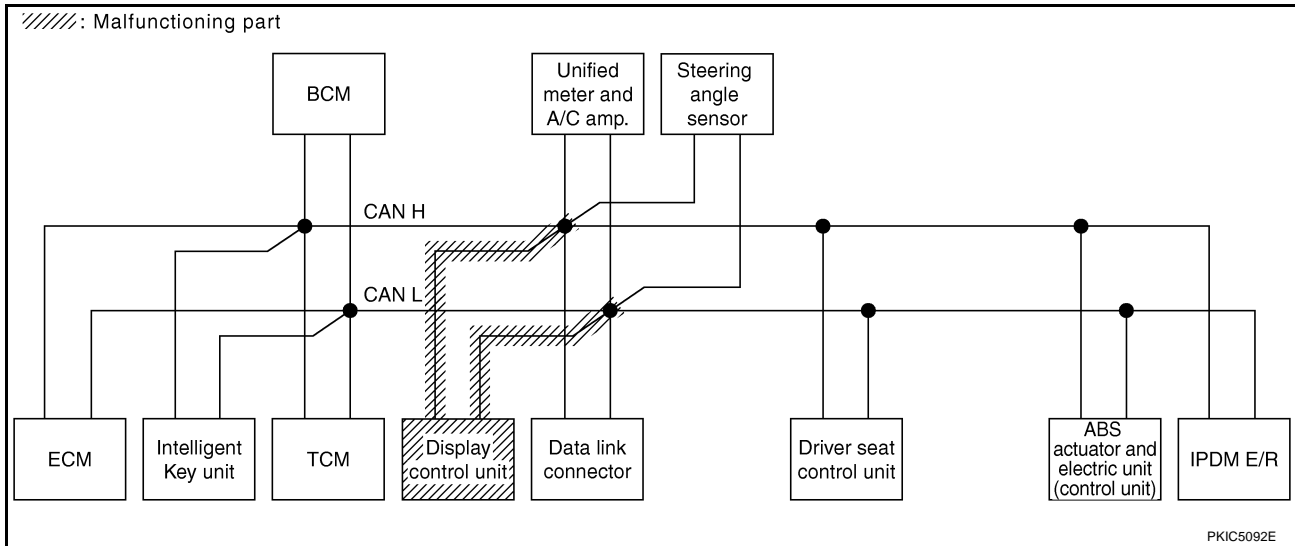 : Malfunctioning part
BCM
Unified
meter and
A/C amp.
Steering
angle
sensor
CAN H
CAN L
ECM
Intelligent
Key unit
TCM
Display
control unit
Data link
connector
Driver seat
control unit
ABS
actuator and
electric unit
(control unit)
IPDM E/R
PKIC5092E